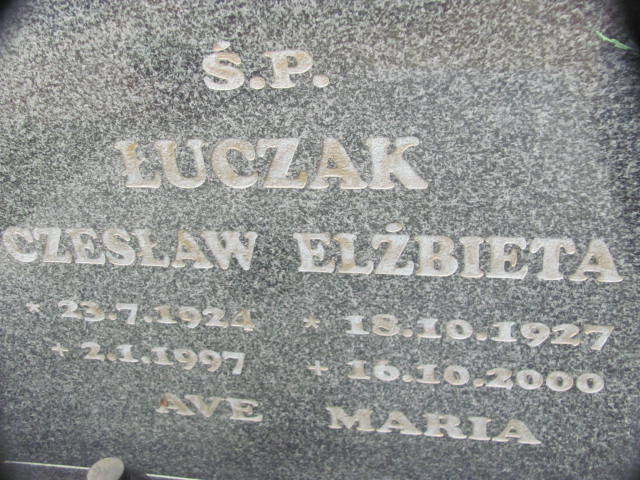 Ś.P.
ŁUCZAK
CZESŁAW ELŻBIETA
* 23.7.1924 * 18.10.1927
+ 2.1.1997 + 16.10.2000
AVE MARIA